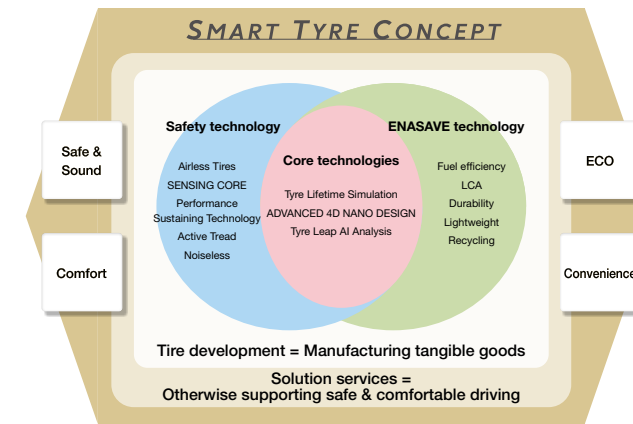 SMART TYRE CONCEPT
Safety technology
ENASAVE technology
Safe &
Sound
Comfort
ECO
Convenience
Airless Tires
SENSING CORE
Performance
Sustaining Technology
Active Tread
Noiseless
Core technologies
Tyre Lifetime Simulation
ADVANCED 4D NANO DESIGN
Tyre Leap AI Analysis
Fuel efficiency
LCA
Durability
Lightweight
Recycling
Tire development = Manufacturing tangible goods
Solution services =
Otherwise supporting safe & comfortable driving